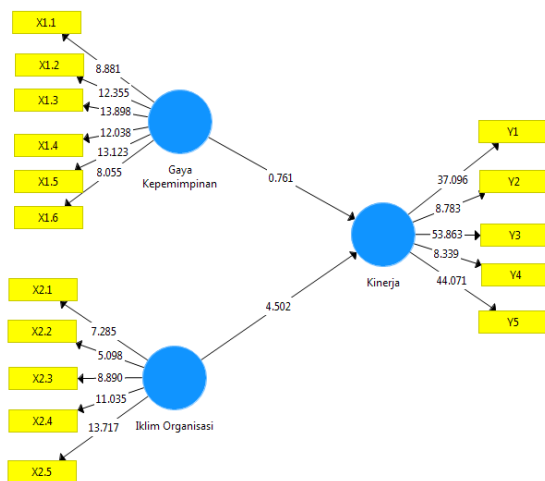 X1.1
8.881
X1.2
12.355
X1.3
13.898
X1.4
12.038
X1.5
13.123
X1.6
8.055
Gaya
Kepemimpinan
0.761
X2.1
7.285
X2.2
5.098
X2.3
8.890
X2.4
11.035
X2.5
13.717
Iklim Organisasi
4.502
Kinerja
Y1
37.096
Y2
8.783
Y3
53.863
Y4
8.339
Y5
44.071